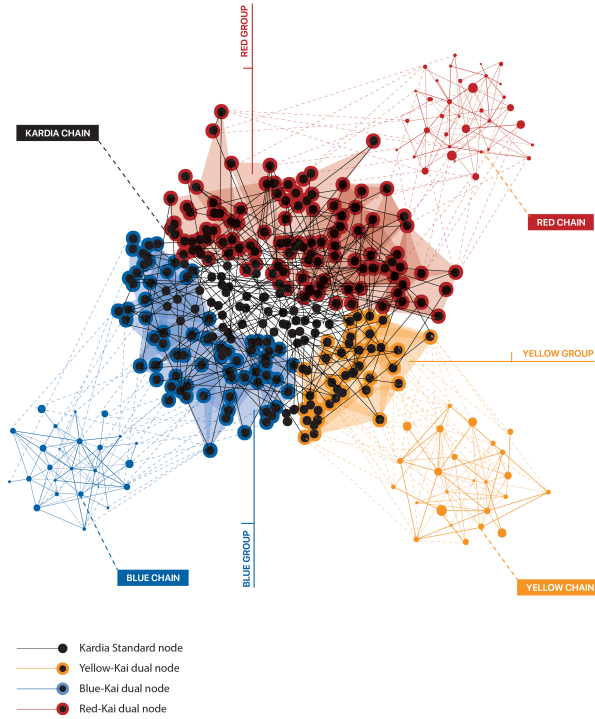 RED GROUP
KARDIA CHAIN
RED CHAIN
YELLOW GROUP
BLUE GROUP
BLUE CHAIN
YELLOW CHAIN
Kardia Standard node
Yellow-Kai dual node
Blue-Kai dual node
Red-Kai dual node